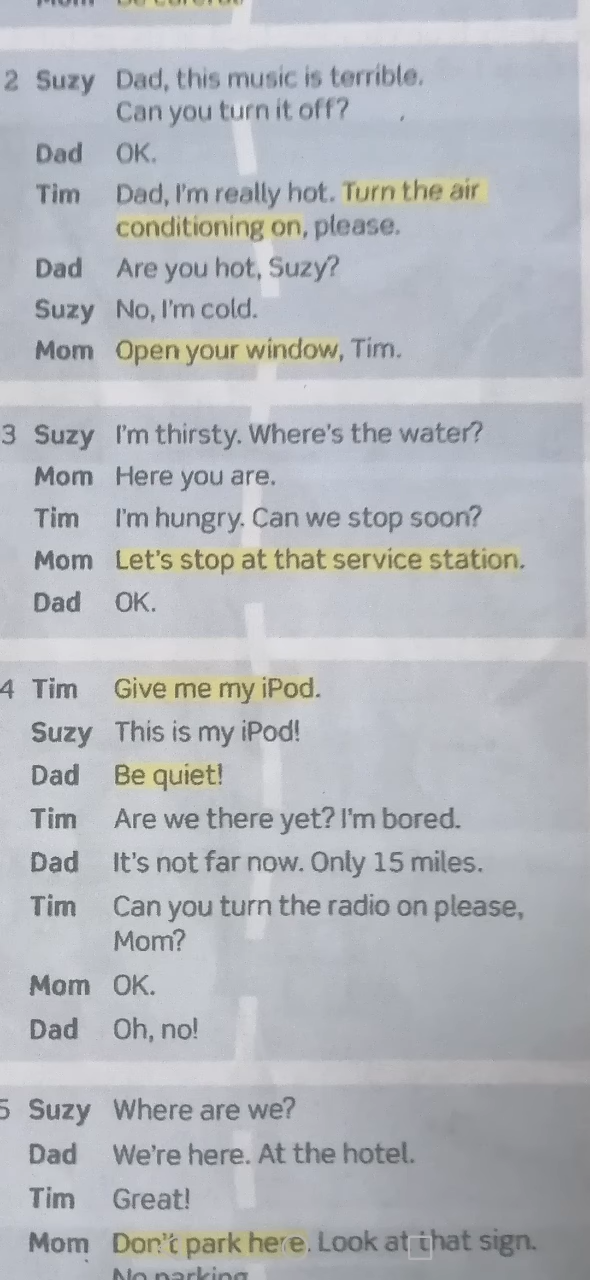 Mom Be careful!
2 Suzy Dad, this music is terrible.
Can you turn it off?
Dad OK.
Tim Dad, I'm really hot. Turn the air
conditioning on, please.
Dad Are you hot, Suzy?
Suzy No, I'm cold.
Mom Open your window, Tim.
3 Suzy I'm thirsty. Where's the water?
Mom Here you are.
Tim I'm hungry. Can we stop soon?
Mom Let's stop at that service station.
Dad OK.
4 Tim Give me my iPod.
Suzy This is my iPod!
Dad Be quiet!
Tim Are we there yet? I'm bored.
Dad It's not far now. Only 15 miles.
Tim Can you turn the radio on please,
Mom?
Mom OK.
Dad Oh, no!
5 Suzy Where are we?
Dad We're here. At the hotel.
Tim Great!
Mom Don't park here. Look at that sign.
No parking